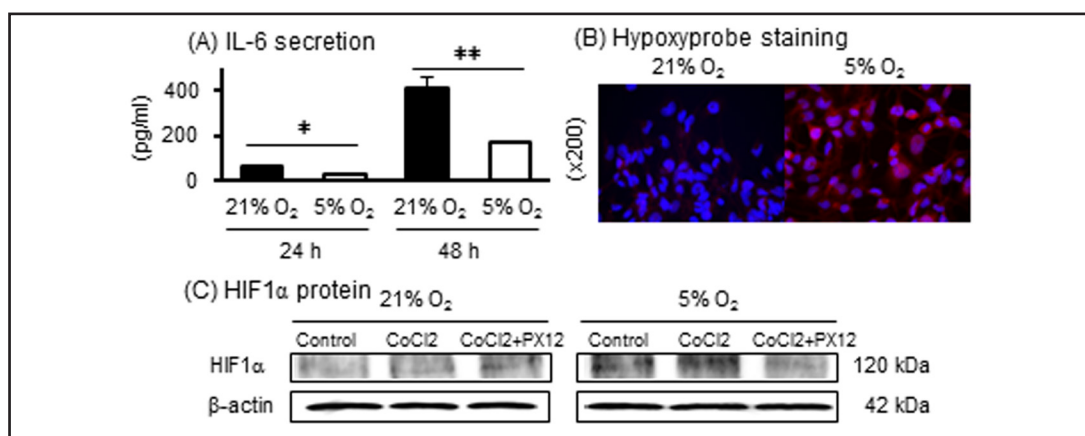 (A) IL-6 secretion
**
400
*
200
(pg/ml)
0
21% O₂ 5% O₂ 21% O₂ 5% O₂
24 h 48 h
(B) Hypoxyprobe staining
21% O₂ 5% O₂
(x200)
(C) HIF1α protein
21% O₂ 5% O₂
Control CoCl2 CoCl2+PX12 Control CoCl2 CoCl2+PX12
HIF1α 120 kDa
β-actin 42 kDa